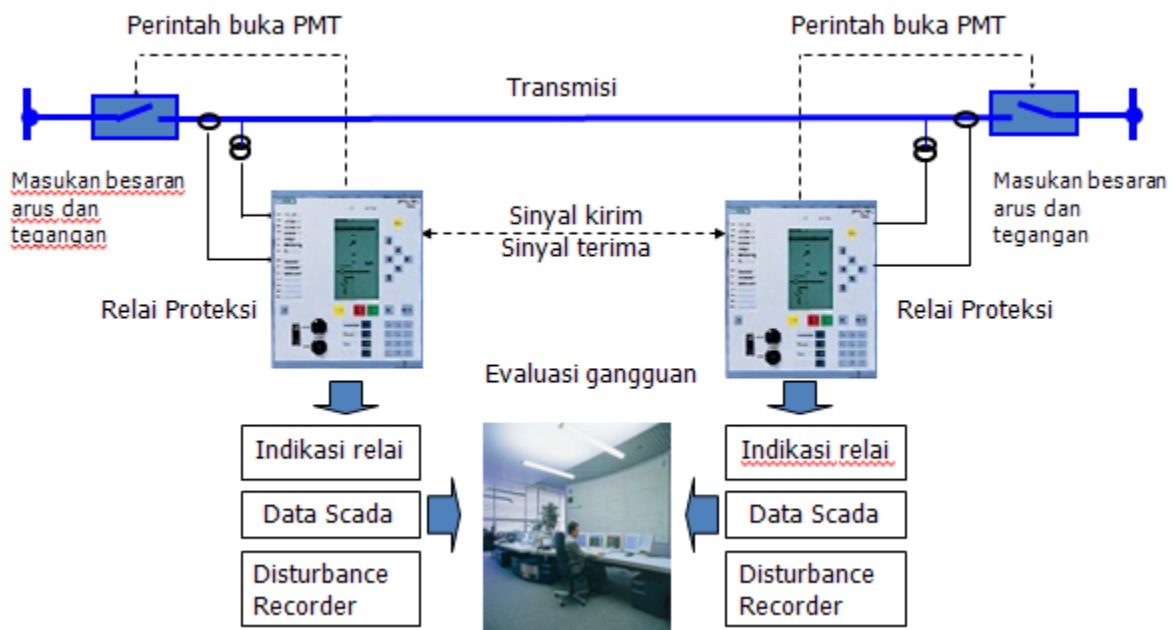 Perintah buka PMT
Perintah buka PMT
Transmisi
Masukan besaran
arus dan
tegangan
Masukan besaran
arus dan
tegangan
Sinyal kirim
Sinyal terima
Relai Proteksi
Relai Proteksi
Evaluasi gangguan
Indikasi relai
Indikasi relai
Data Scada
Data Scada
Disturbance
Recorder
Disturbance
Recorder